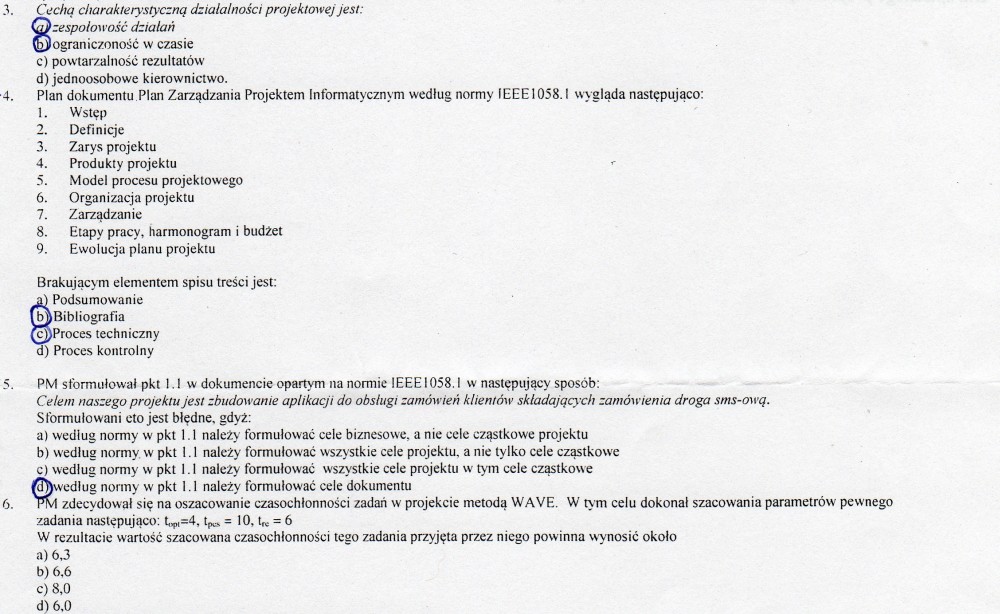 3. Cechą charakterystyczną działalności projektowej jest:
a) zespołowość działań
b) ograniczoność w czasie
c) powtarzalność rezultatów
d) jednoosobowe kierownictwo.
4. Plan dokumentu Plan Zarządzania Projektem Informatycznym według normy IEEE1058.1 wygląda następująco:
1. Wstęp
2. Definicje
3. Zarys projektu
4. Produkty projektu
5. Model procesu projektowego
6. Organizacja projektu
7. Zarządzanie
8. Etapy pracy, harmonogram i budżet
9. Ewolucja planu projektu
Brakującym elementem spisu treści jest:
a) Podsumowanie
b) Bibliografia
c) Proces techniczny
d) Proces kontrolny
5. PM sformułował pkt 1.1 w dokumencie opartym na normie IEEE1058.1 w następujący sposób:
Celem naszego projektu jest zbudowanie aplikacji do obsługi zamówień klientów składających zamówienia droga sms-ową.
Sformułowani eto jest błędne, gdyż:
a) według normy w pkt 1.1 należy formułować cele biznesowe, a nie cele cząstkowe projektu
b) według normy w pkt 1.1 należy formułować wszystkie cele projektu, a nie tylko cele cząstkowe
c) według normy w pkt 1.1 należy formułować wszystkie cele projektu w tym cele cząstkowe
d) według normy w pkt 1.1 należy formułować cele dokumentu
6. PM zdecydował się na oszacowanie czasochłonności zadań w projekcie metodą WAVE. W tym celu dokonał szacowania parametrów pewnego
zadania następująco: topt=4, tpes = 10, tre = 6
W rezultacie wartość szacowana czasochłonności tego zadania przyjęta przez niego powinna wynosić około
a) 6,3
b) 6,6
c) 8,0
d) 6,0